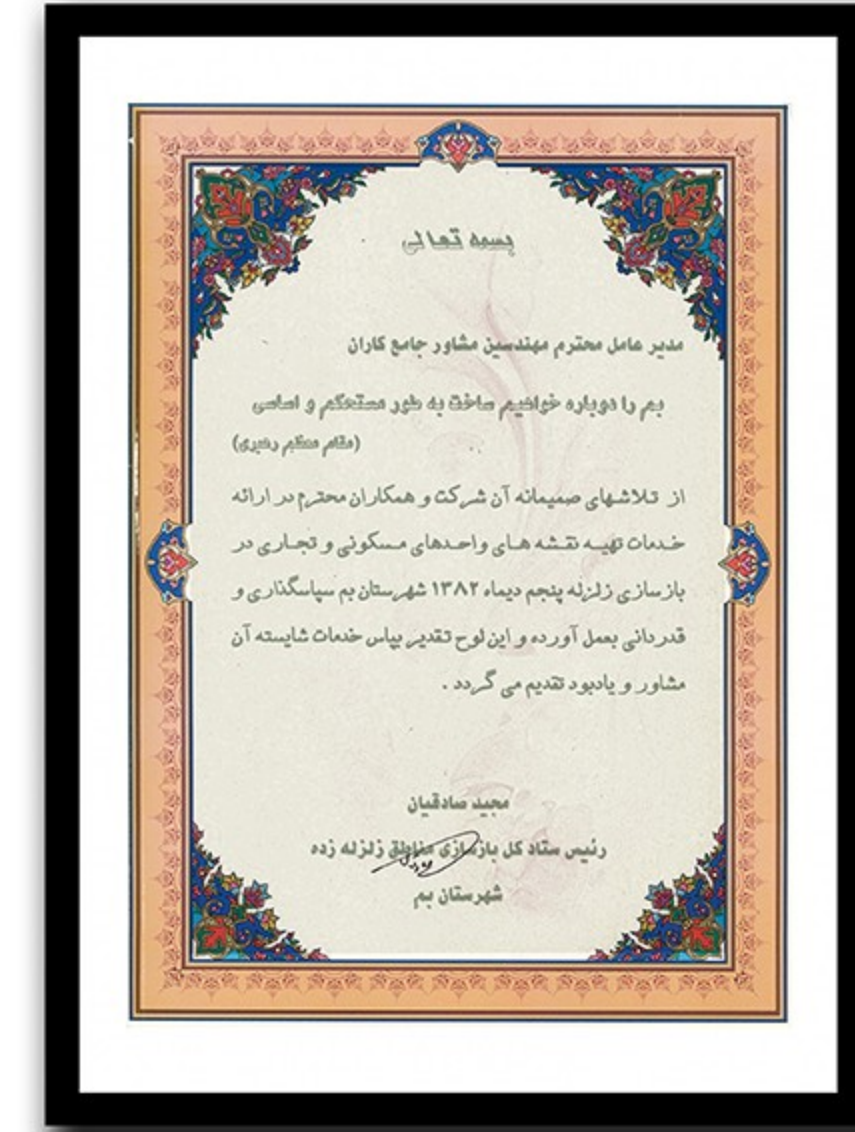 بسمه تعالی
مدیر عامل محترم مهندسین مشاور جامع کاران
بم را دوباره خواهیم ساخت به طور مستحکم و اساسی
(مقام معظم رهبری)
از تلاشهای صمیمانه آن شرکت و همکاران محترم در ارائه
خدمات تهیه نقشه های واحدهای مسکونی و تجاری در
بازسازی زلزله پنجم دیماه ۱۳۸۲ شهرستان بم سپاسگذاری و
قدردانی بعمل آورده و این لوح تقدیر بپاس خدمات شایسته آن
مشاور و یادبود تقدیم می گردد .
مجید صادقیان
رئیس ستاد کل بازسازی مناطق زلزله زده
شهرستان بم